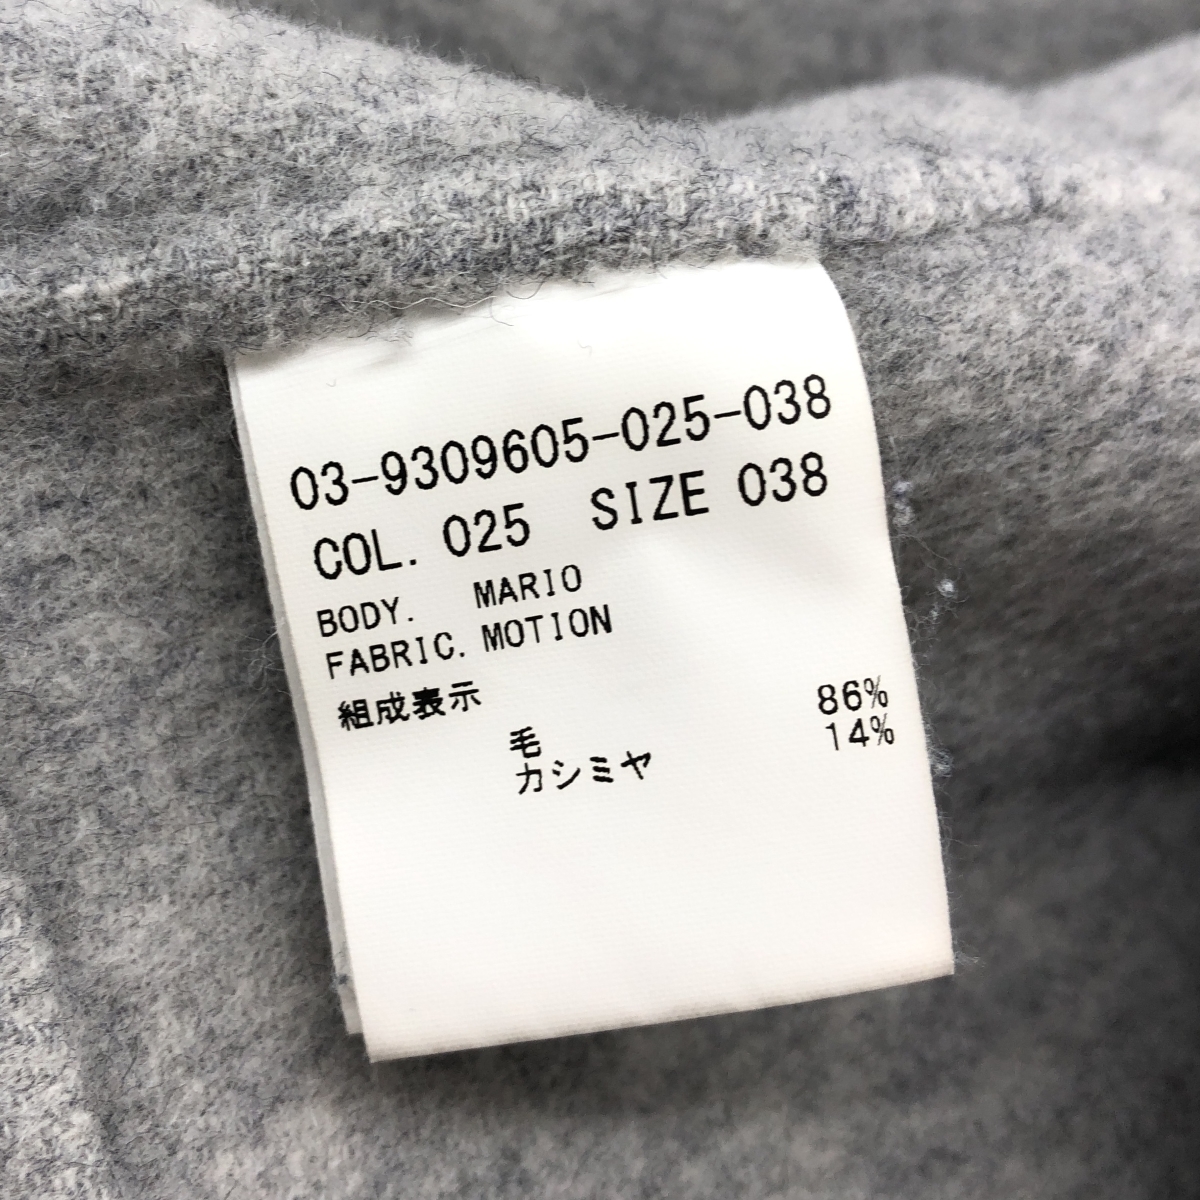 03-9309605-025-038
COL. 025 SIZE 038
BODY. MARIO
FABRIC. MOTION
組成表示
毛 86%
カシミヤ 14%